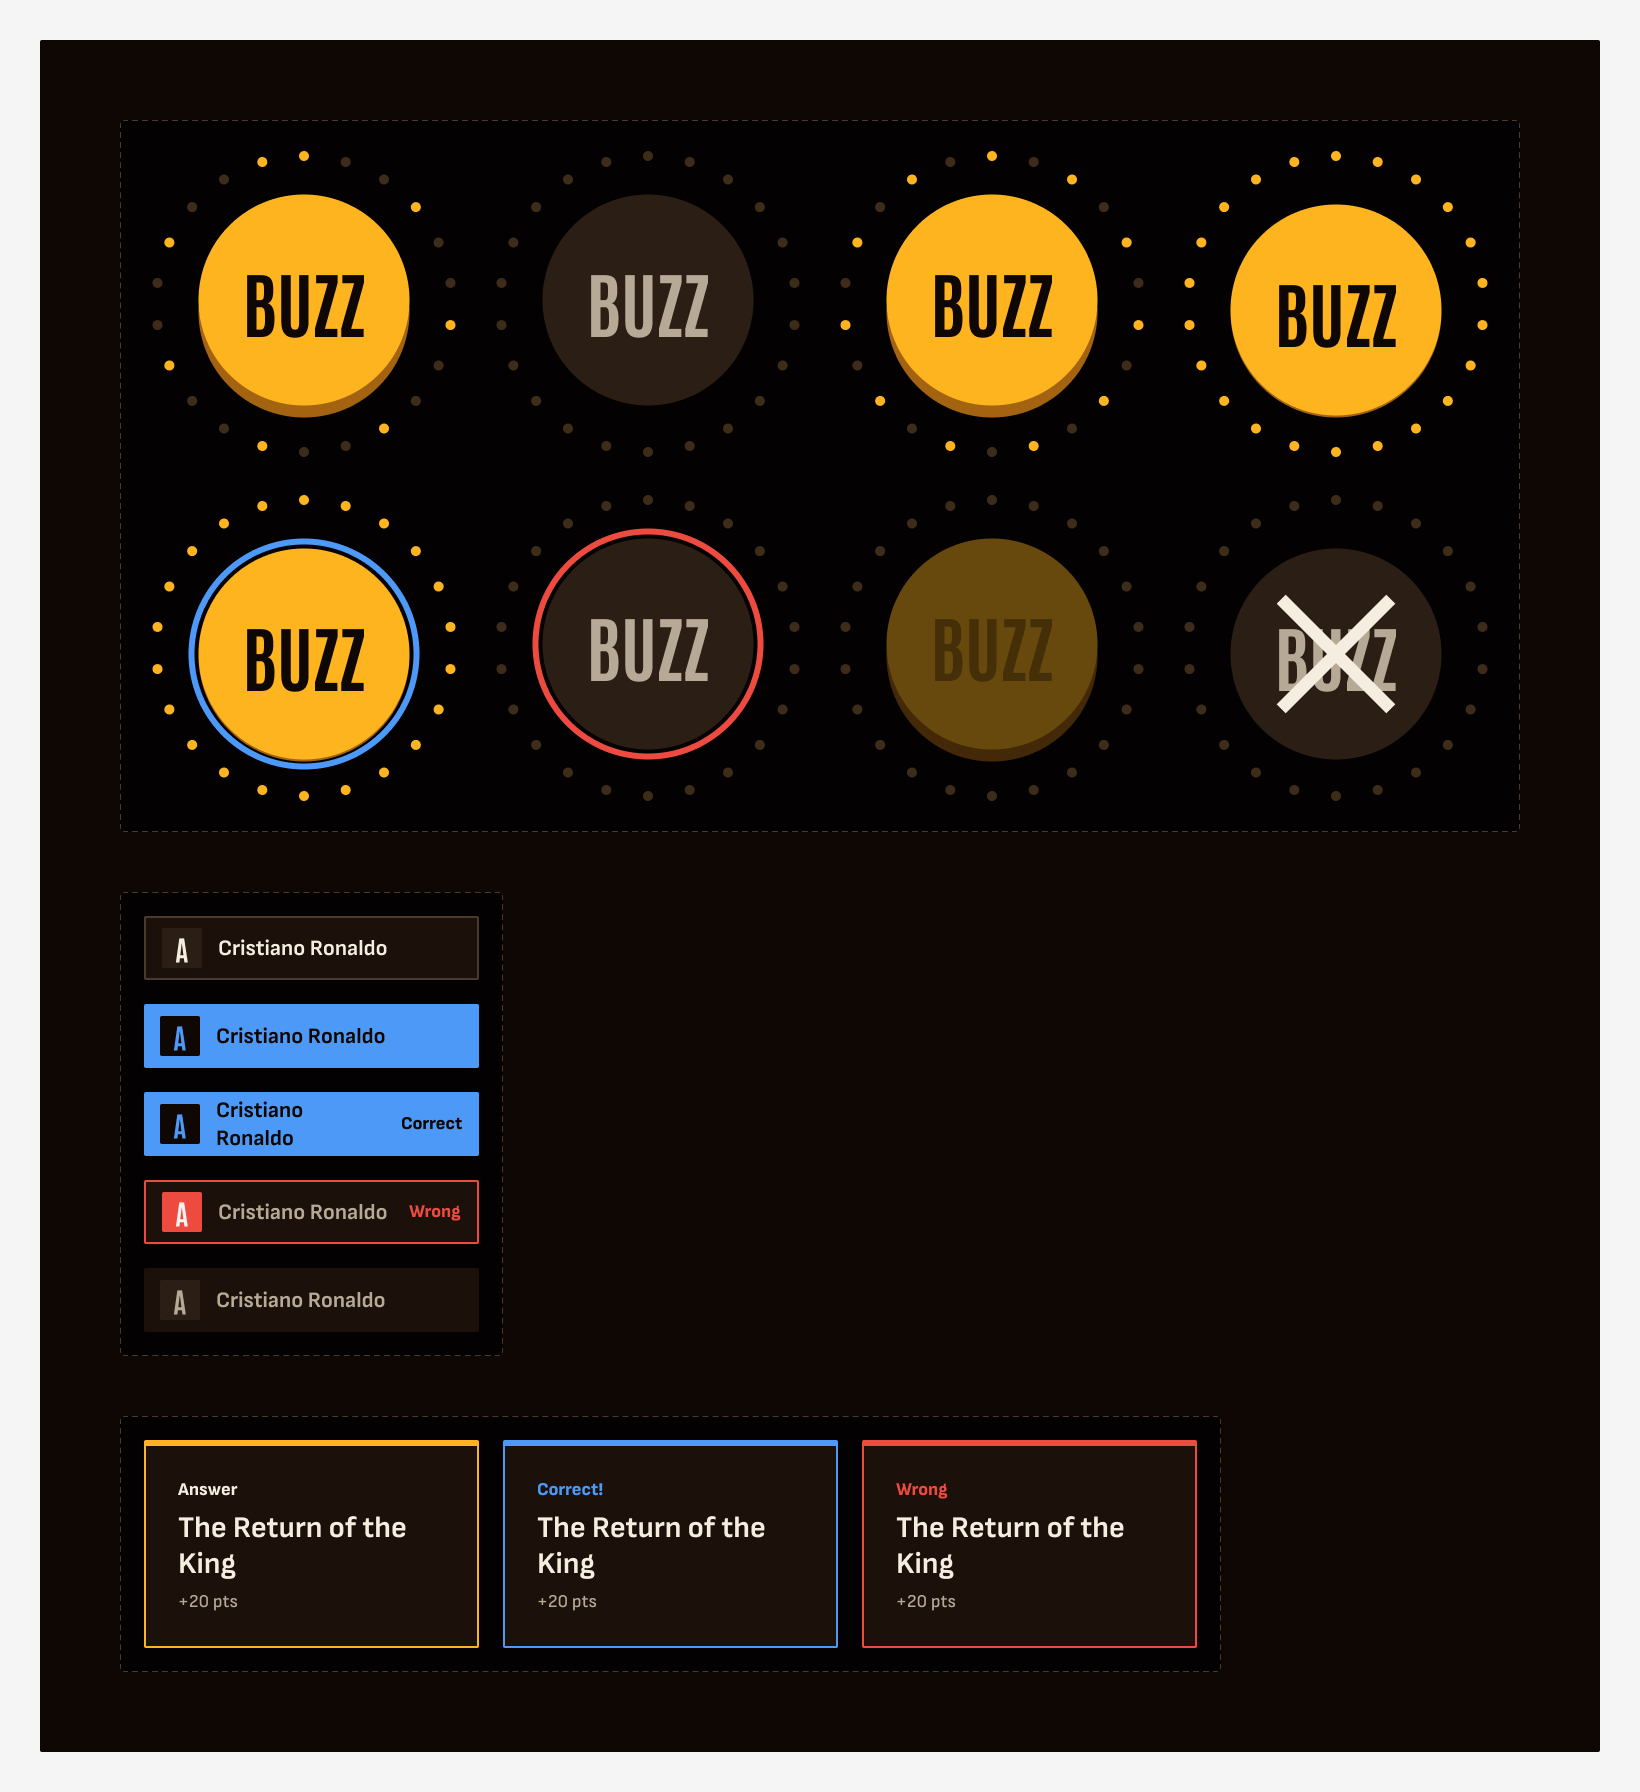 BUZZ BUZZ BUZZ BUZZ
BUZZ BUZZ BUZZ BUZZ
A Cristiano Ronaldo
A Cristiano Ronaldo
A Cristiano
Ronaldo
Correct
A Cristiano Ronaldo Wrong
A Cristiano Ronaldo
Answer
The Return of the
King
+20 pts
Correct!
The Return of the
King
+20 pts
Wrong
The Return of the
King
+20 pts